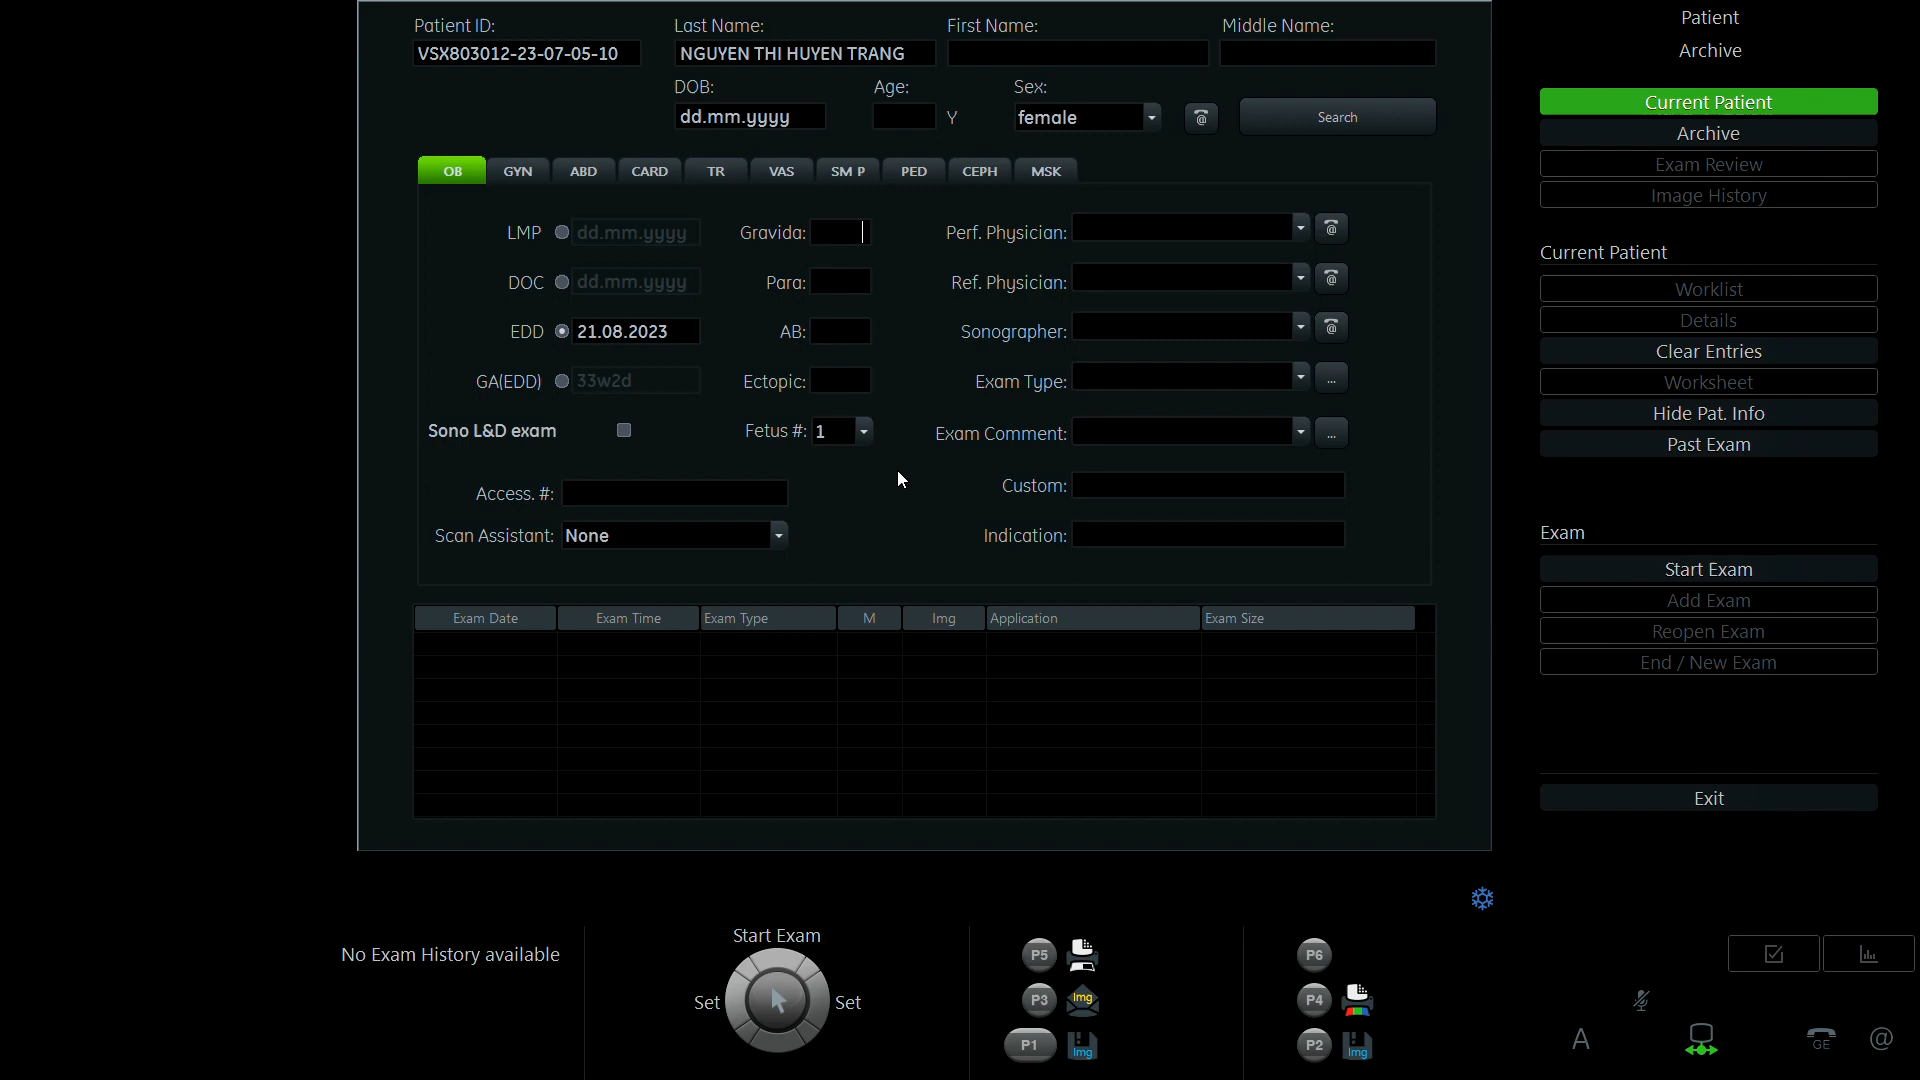 Patient ID: Last Name: First Name: Middle Name:
VSX803012-23-07-05-10 NGUYEN THI HUYEN TRANG
DOB: Age: Sex:
dd.mm.yyyy Y female @ Search
OB GYN ABD CARD TR VAS SM P PED CEPH MSK
LMP dd.mm.yyyy Gravida: Perf. Physician: @
DOC dd.mm.yyyy Para: Ref. Physician: @
EDD 21.08.2023 AB: Sonographer: @
GA(EDD) 33w2d Ectopic: Exam Type: ...
Sono L&D exam Fetus #: 1 Exam Comment: ...
Access. #: Custom:
Scan Assistant: None Indication:
Exam Date Exam Time Exam Type M Img Application Exam Size
Patient
Archive
Current Patient
Archive
Exam Review
Image History
Current Patient
Worklist
Details
Clear Entries
Worksheet
Hide Pat. Info
Past Exam
Exam
Start Exam
Add Exam
Reopen Exam
End / New Exam
Exit
No Exam History available
Start Exam
Set Set
P5 P6
P3 Img P4
P1 Img P2 Img
A GE @